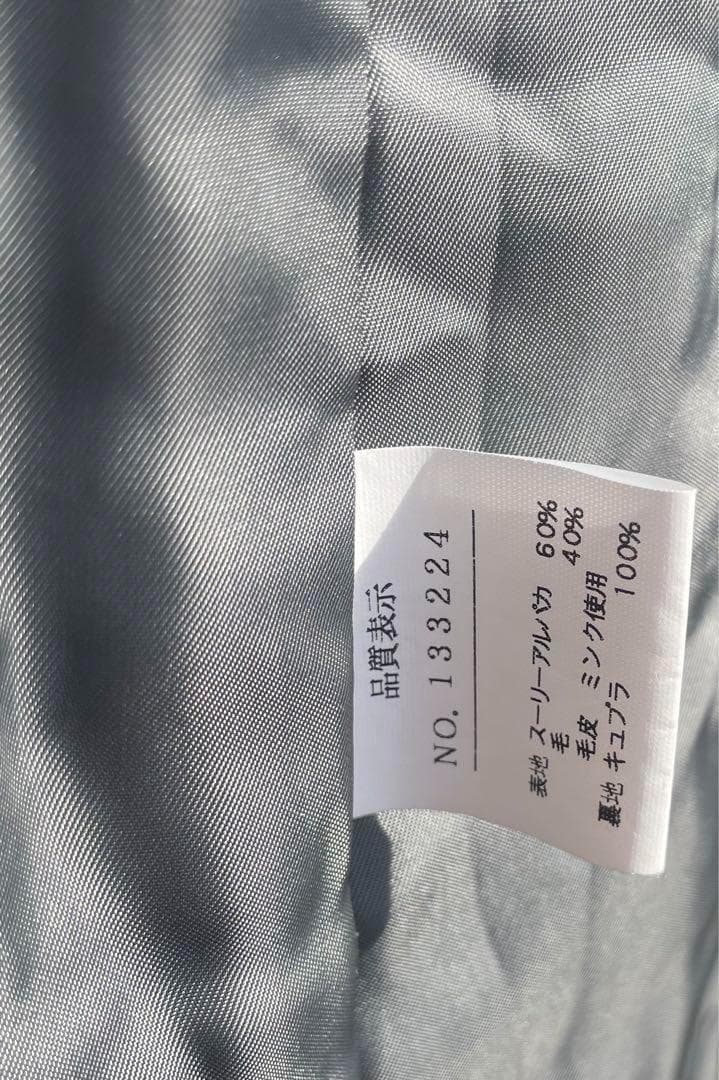 品質表示
NO. 133224
表地 スーリーアルパカ 60%
毛 40%
毛皮 ミンク使用
裏地 キュプラ 100%